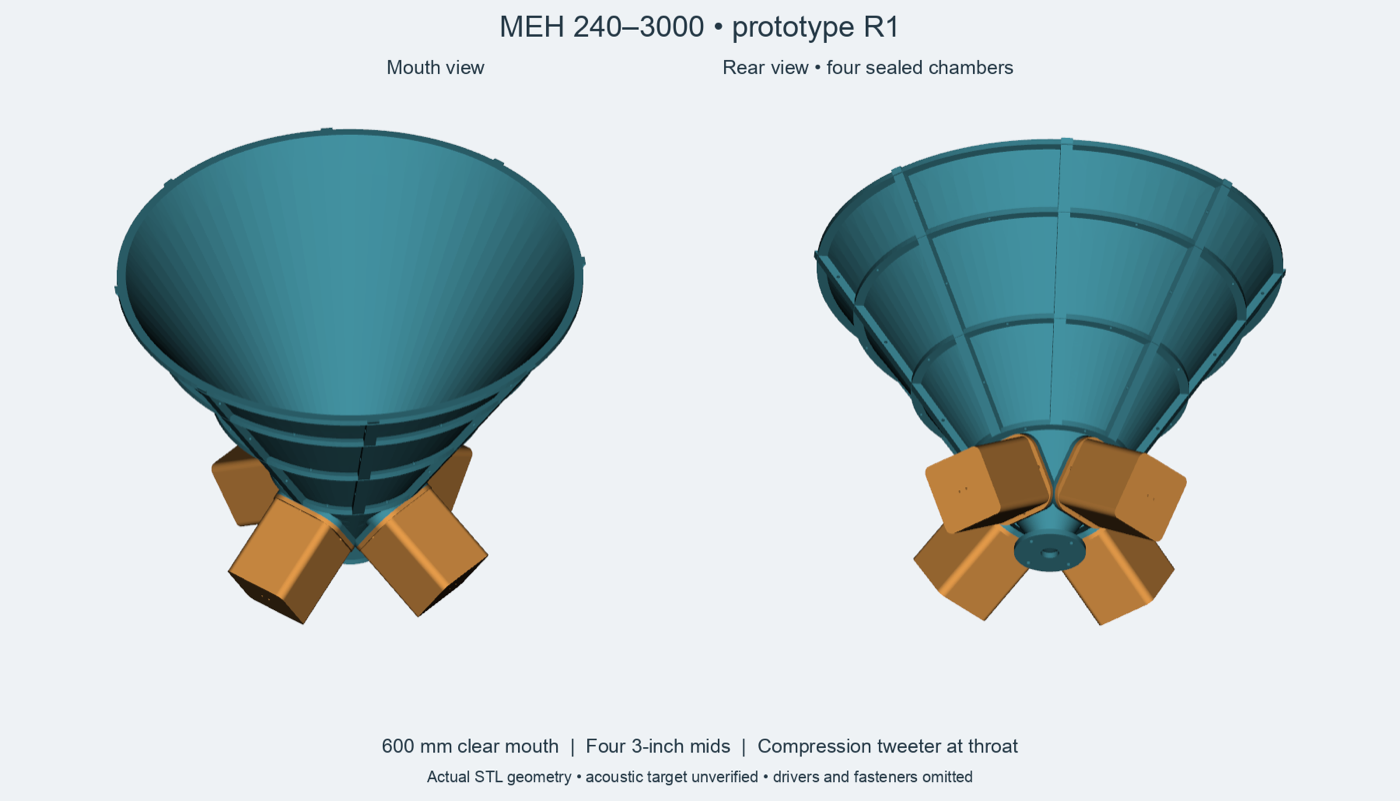 MEH 240–3000 • prototype R1
Mouth view
Rear view • four sealed chambers
600 mm clear mouth | Four 3-inch mids | Compression tweeter at throat
Actual STL geometry • acoustic target unverified • drivers and fasteners omitted